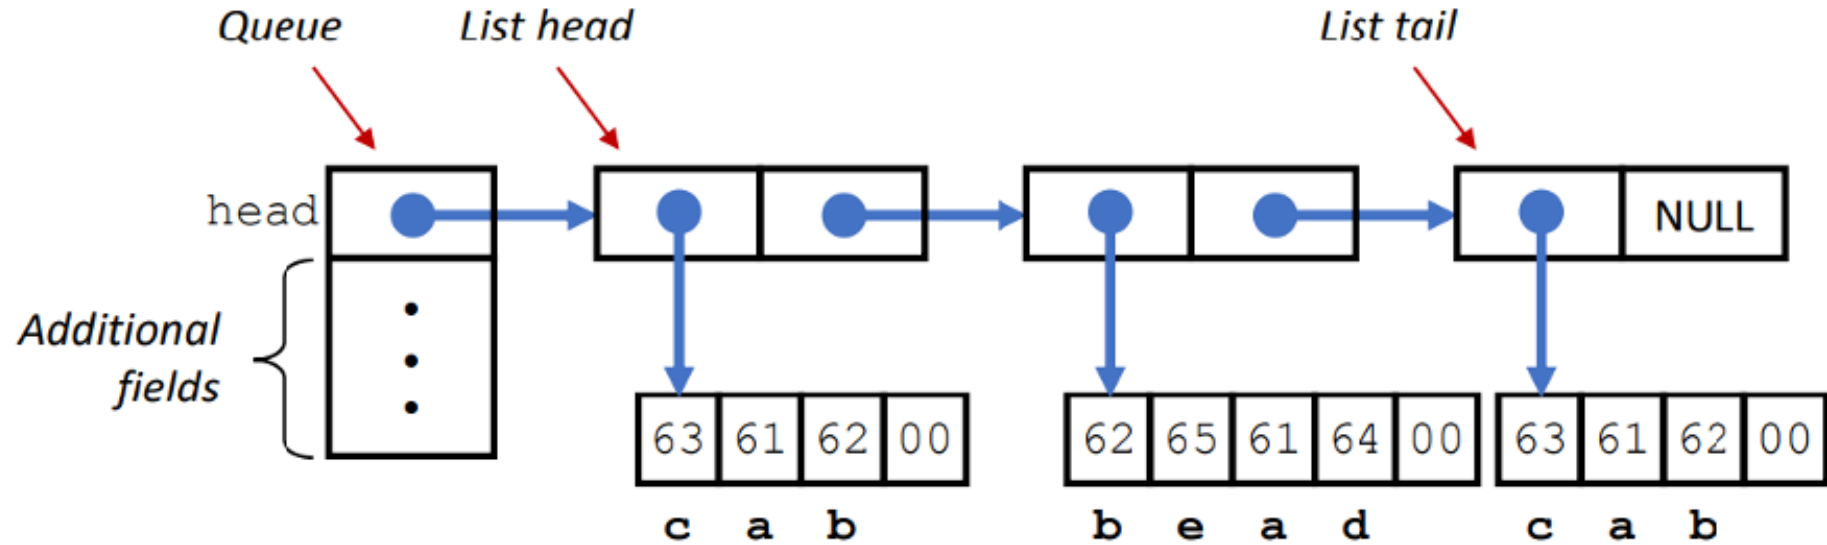 Queue
List head
List tail
head
NULL
Additional
fields
63 61 62 00
62 65 61 64 00
63 61 62 00
c a b
b e a d
c a b